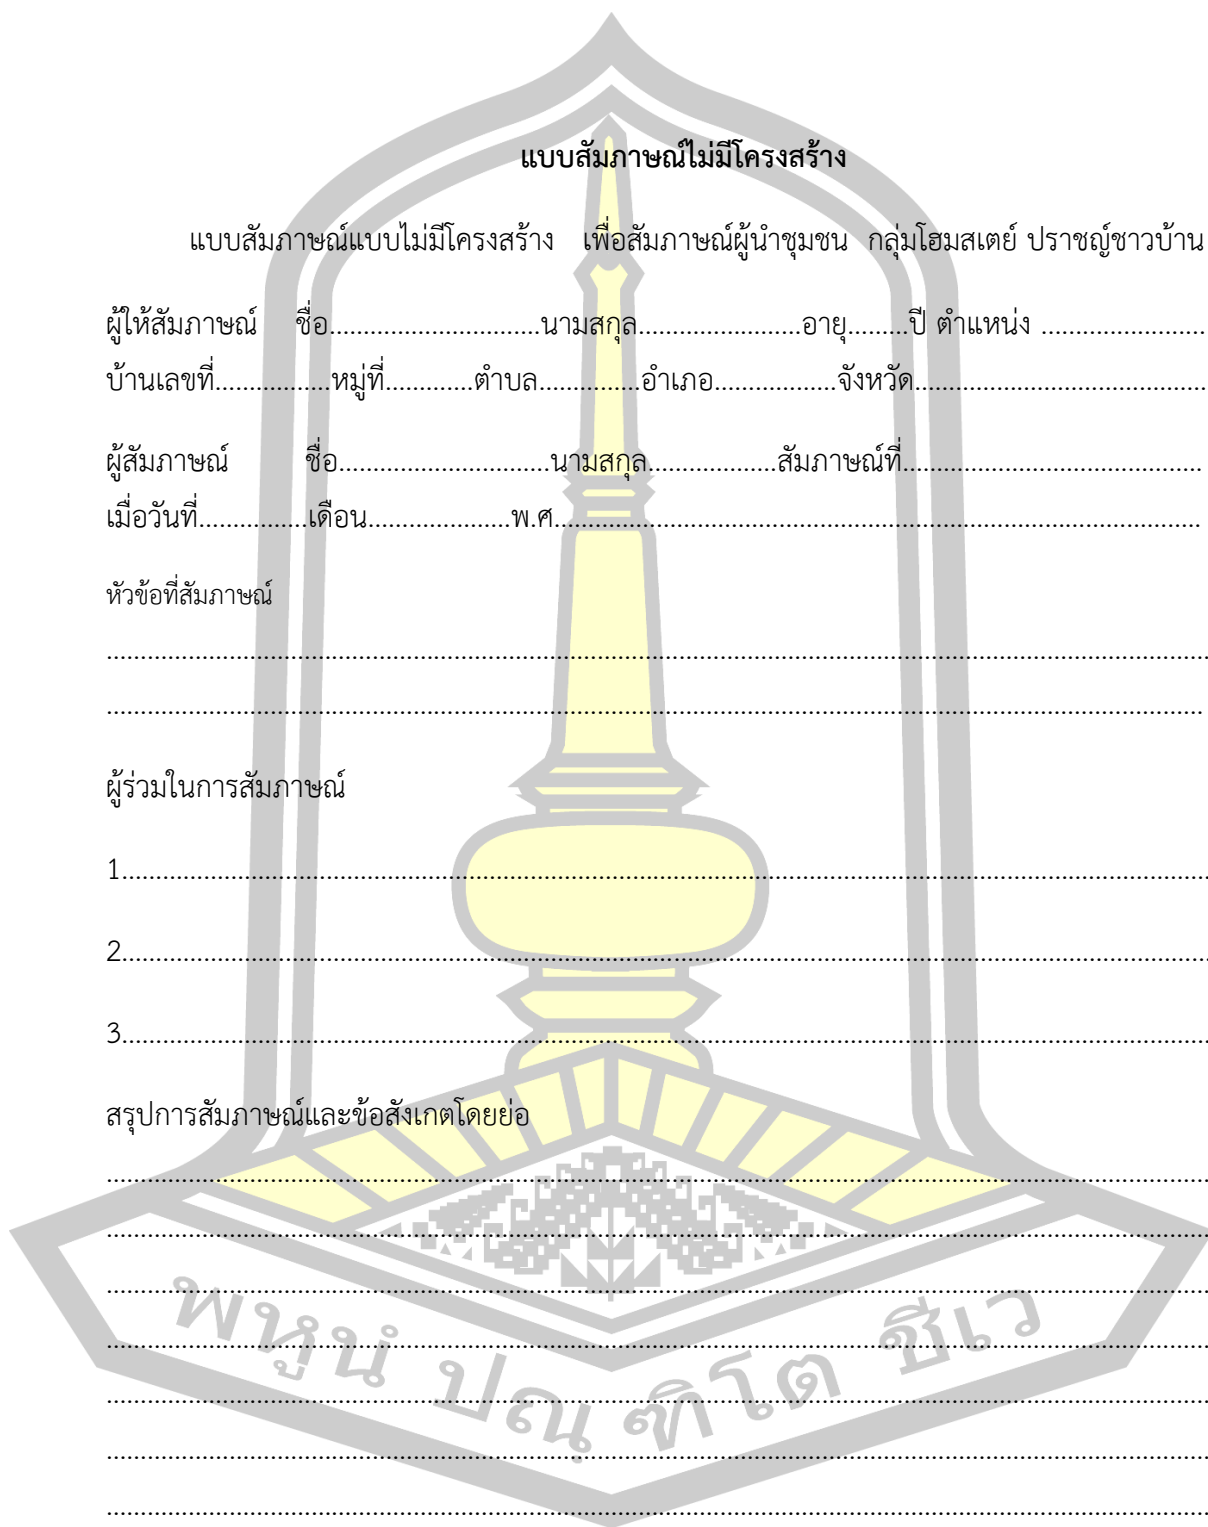 แบบสัมภาษณ์ไม่มีโครงสร้าง
แบบสัมภาษณ์แบบไม่มีโครงสร้าง เพื่อสัมภาษณ์ผู้นำชุมชน กลุ่มโฮมสเตย์ ปราชญ์ชาวบ้าน
ผู้ให้สัมภาษณ์ ชื่อ...............................นามสกุล........................อายุ.........ปี ตำแหน่ง ........................
บ้านเลขที่.................หมู่ที่.............ตำบล...............อำเภอ..................จังหวัด...........................................
ผู้สัมภาษณ์ ชื่อ...............................นามสกุล...................สัมภาษณ์ที่............................................
เมื่อวันที่................เดือน.....................พ.ศ...............................................................................................
หัวข้อที่สัมภาษณ์
................................................................................................................................................................
................................................................................................................................................................
ผู้ร่วมในการสัมภาษณ์
1...............................................................................................................................................................
2...............................................................................................................................................................
3...............................................................................................................................................................
สรุปการสัมภาษณ์และข้อสังเกตโดยย่อ
................................................................................................................................................................
................................................................................................................................................................
................................................................................................................................................................
................................................................................................................................................................
................................................................................................................................................................
................................................................................................................................................................
................................................................................................................................................................
พหูนํ ปณฺฑิโต ชีเว